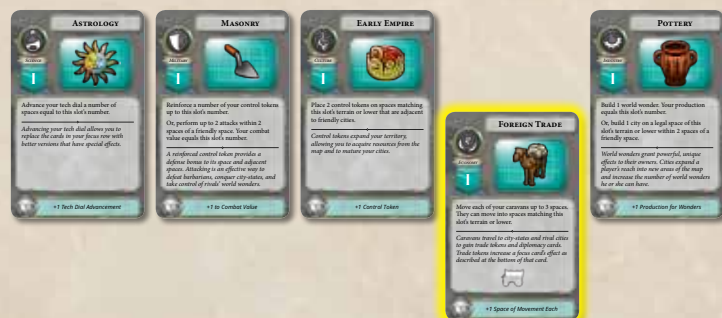 ASTROLOGY
SCIENCE
I
Advance your tech dial a number of
spaces equal to this slot's number.
Advancing your tech dial allows you to
replace the cards in your focus row with
better versions that have special effects.
+1 Tech Dial Advancement
MASONRY
MILITARY
I
Reinforce a number of your control tokens
up to this slot's number.
Or, perform up to 2 attacks within 2
spaces of a friendly space. Your combat
value equals this slot's number.
A reinforced control token provides a
defense bonus to its space and adjacent
spaces. Attacking is an effective way to
defeat barbarians, conquer city-states, and
take control of rivals' world wonders.
+1 to Combat Value
EARLY EMPIRE
CULTURE
I
Place 2 control tokens on spaces matching
this slot's terrain or lower that are adjacent
to friendly cities.
Control tokens expand your territory,
allowing you to acquire resources from the
map and to mature your cities.
+1 Control Token
FOREIGN TRADE
ECONOMY
I
Move each of your caravans up to 3 spaces.
They can move into spaces matching this
slot's terrain or lower.
Caravans travel to city-states and rival cities
to gain trade tokens and diplomacy cards.
Trade tokens increase a focus card's effect as
described at the bottom of that card.
+1 Space of Movement Each
POTTERY
INDUSTRY
I
Build 1 world wonder. Your production
equals this slot's number.
Or, build 1 city on a legal space of this
slot's terrain or lower within 2 spaces of a
friendly space.
World wonders grant powerful, unique
effects to their owners. Cities expand a
player's reach into new areas of the map
and increase the number of world wonders
he or she can have.
+1 Production for Wonders